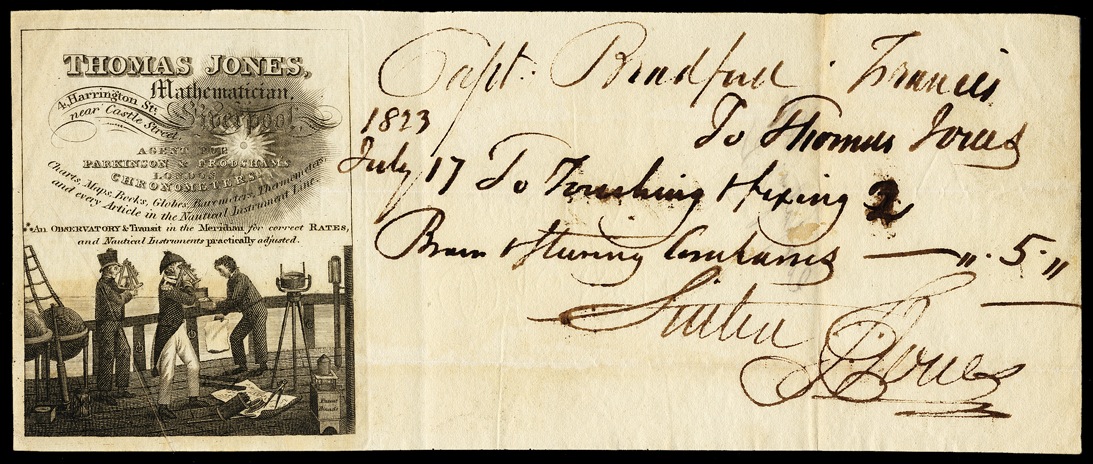 THOMAS JONES,
Mathematician,
4, Harrington St.
near Castle Street
Liverpool,
AGENT FOR
PARKINSON & FRODSHAMS
LONDON
CHRONOMETERS
Charts, Maps, Books, Globes, Barometers, Thermometers,
and every Article in the Nautical Instrument Line.
An OBSERVATORY & Transit in the Meridian for correct RATES,
and Nautical Instruments practically adjusted.
Capt. Bradford Francis
To Thomas Jones
1823
July 17 To Touching & fixing 2
Brass & Steering Compasses — ". 5 "
Jones